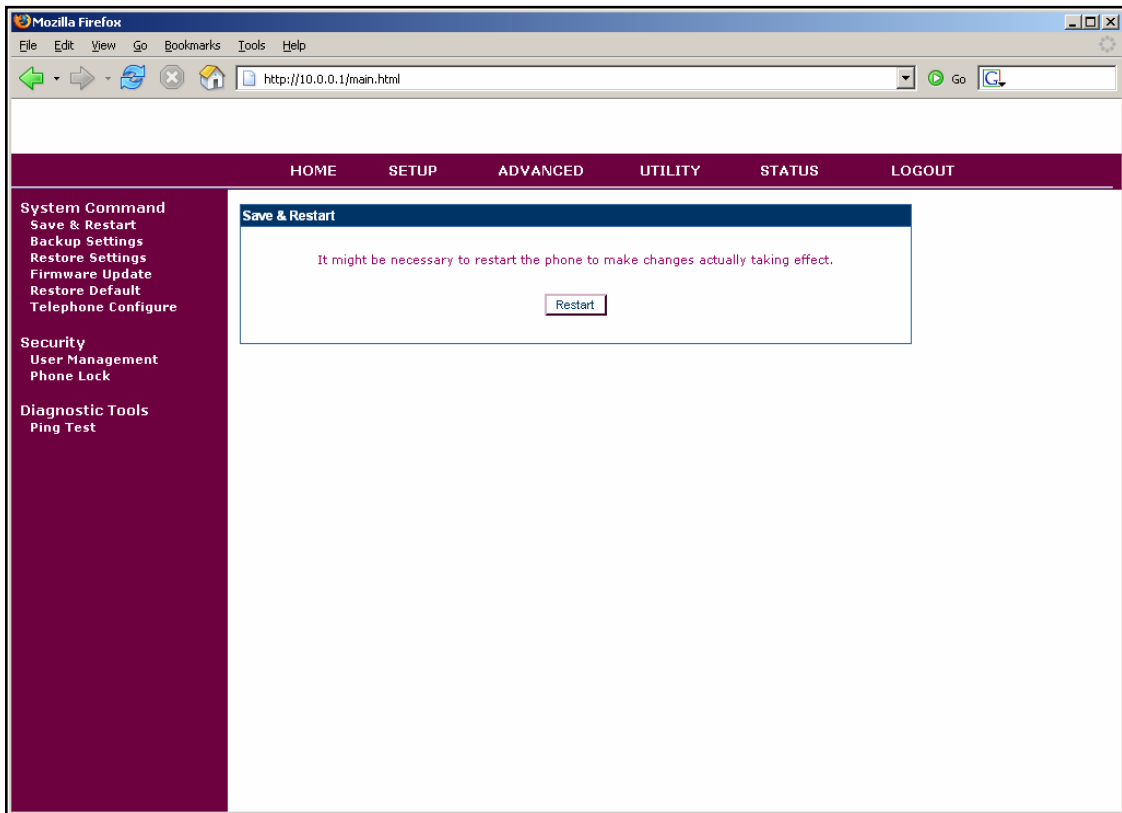 Mozilla Firefox
File Edit View Go Bookmarks Tools Help
http://10.0.0.1/main.html
Go
G
HOME SETUP ADVANCED UTILITY STATUS LOGOUT
System Command
Save & Restart
Backup Settings
Restore Settings
Firmware Update
Restore Default
Telephone Configure
Security
User Management
Phone Lock
Diagnostic Tools
Ping Test
Save & Restart
It might be necessary to restart the phone to make changes actually taking effect.
Restart